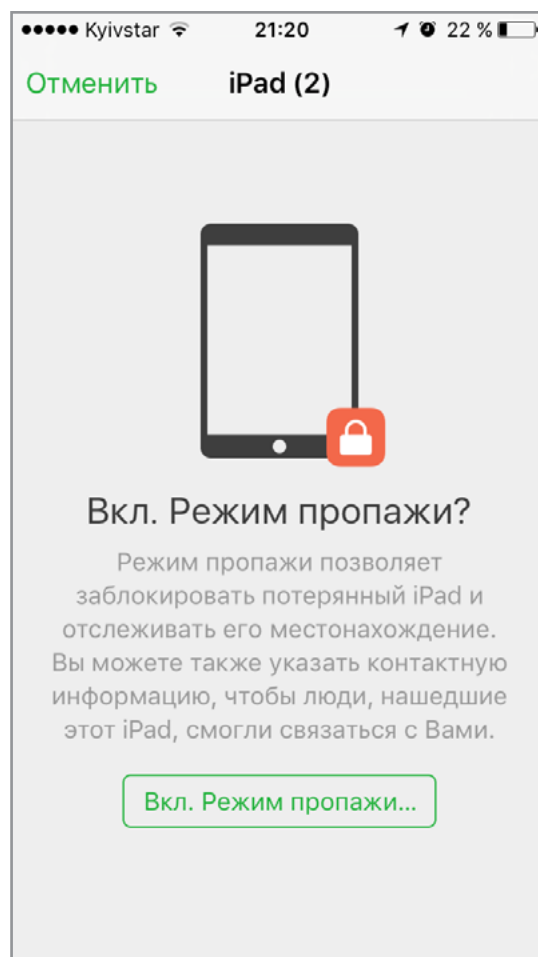 Kyivstar 21:20 22 %
Отменить iPad (2)
Вкл. Режим пропажи?
Режим пропажи позволяет
заблокировать потерянный iPad и
отслеживать его местонахождение.
Вы можете также указать контактную
информацию, чтобы люди, нашедшие
этот iPad, смогли связаться с Вами.
Вкл. Режим пропажи...